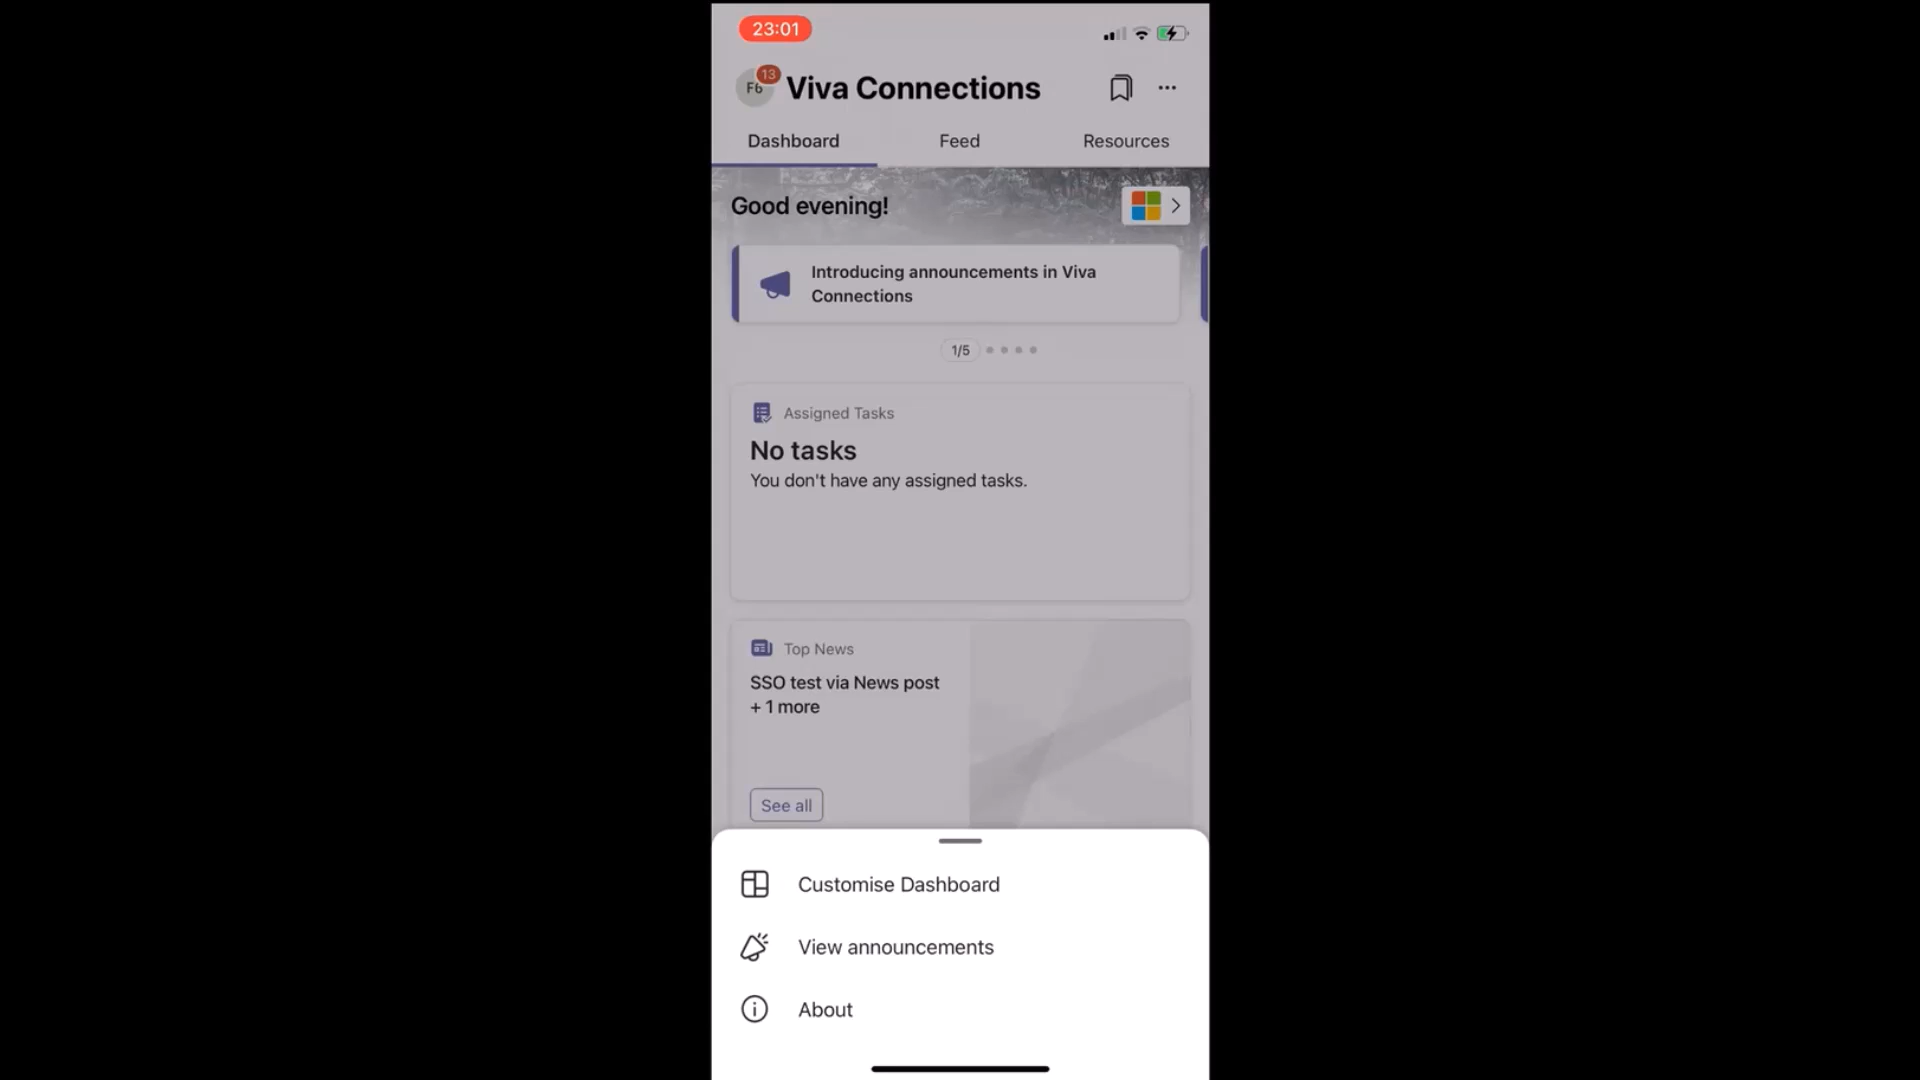 23:01
F6
13
Viva Connections
Dashboard
Feed
Resources
Good evening!
Introducing announcements in Viva
Connections
1/5
Assigned Tasks
No tasks
You don't have any assigned tasks.
Top News
SSO test via News post
+ 1 more
See all
Customise Dashboard
View announcements
About